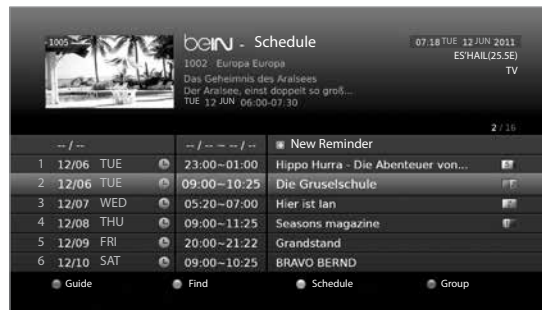 1005
beIN - Schedule
07.18 TUE 12 JUN 2011
ES'HAIL(25.5E)
TV
1002 Europa Europa
Das Geheimnis des Aralsees
Der Aralsee, einst doppelt so groß...
TUE 12 JUN 06:00-07:30
2 / 16
-- / -- -- / -- ~ -- / -- New Reminder
1 12/06 TUE 23:00~01:00 Hippo Hurra - Die Abenteuer von...
2 12/06 TUE 09:00~10:25 Die Gruselschule
3 12/07 WED 05:20~07:00 Hier ist Ian
4 12/08 THU 09:00~11:25 Seasons magazine
5 12/09 FRI 20:00~21:22 Grandstand
6 12/10 SAT 09:00~10:25 BRAVO BERND
Guide Find Schedule Group